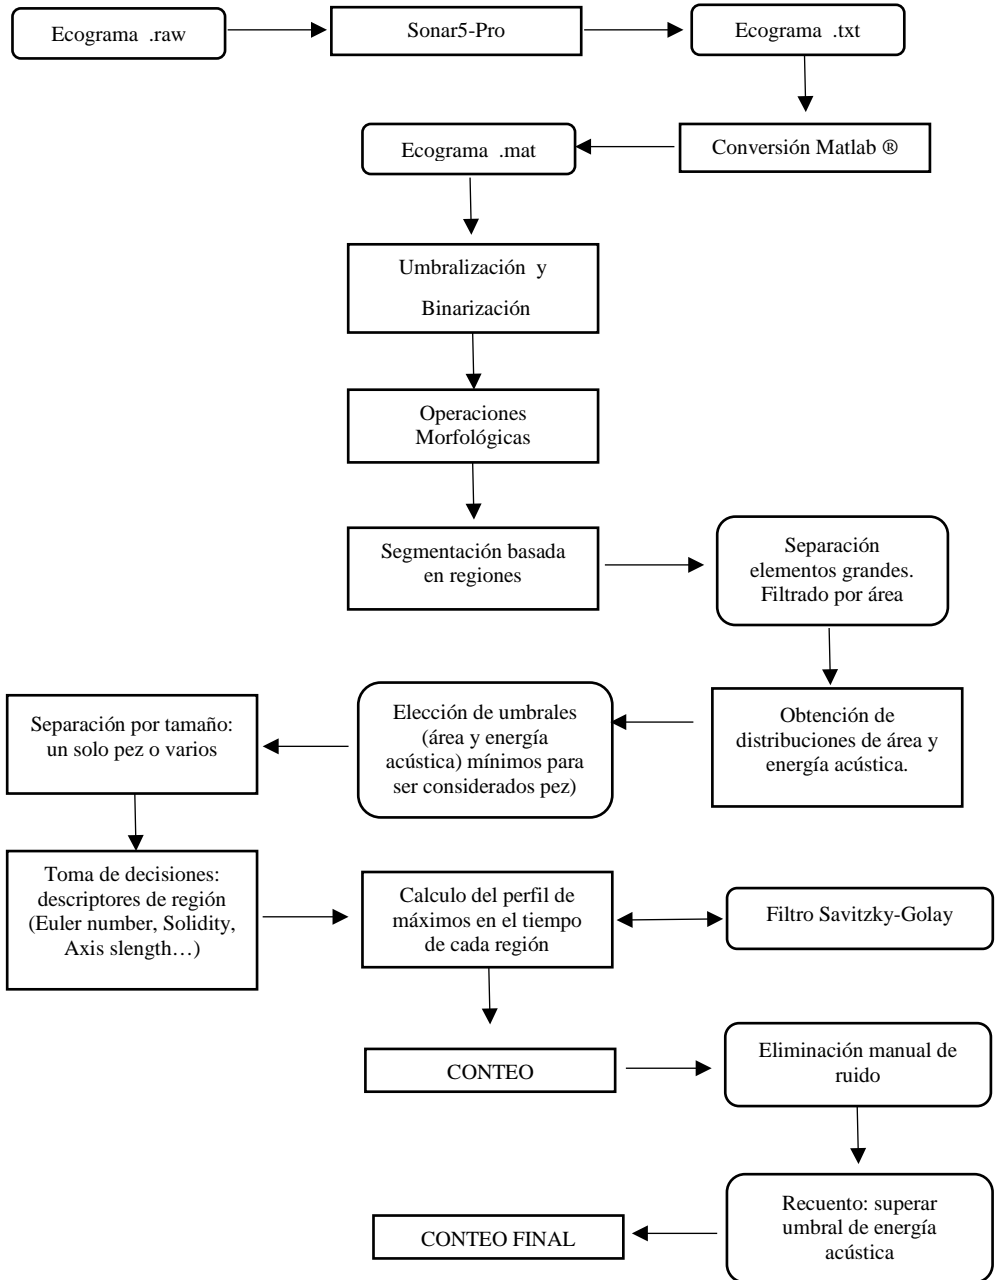 Ecograma .raw
Sonar5-Pro
Ecograma .txt
Conversión Matlab ®
Ecograma .mat
Umbralización y
Binarización
Operaciones
Morfológicas
Segmentación basada
en regiones
Separación
elementos grandes.
Filtrado por área
Obtención de
distribuciones de área y
energía acústica.
Elección de umbrales
(área y energía
acústica) mínimos para
ser considerados pez)
Separación por tamaño:
un solo pez o varios
Toma de decisiones:
descriptores de región
(Euler number, Solidity,
Axis slength…)
Calculo del perfil de
máximos en el tiempo
de cada región
Filtro Savitzky-Golay
CONTEO
Eliminación manual de
ruido
Recuento: superar
umbral de energía
acústica
CONTEO FINAL